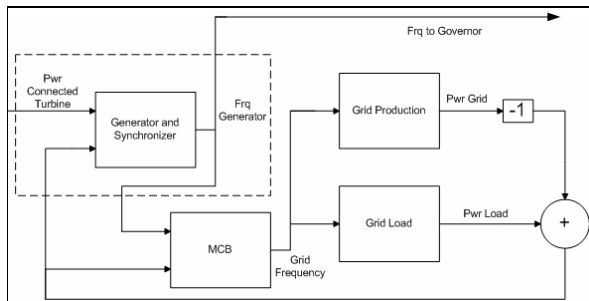 Frq to Governor
Pwr
Connected
Turbine
Generator and
Synchronizer
Frq
Generator
Grid Production
Pwr Grid
-1
MCB
Grid
Frequency
Grid Load
Pwr Load
+